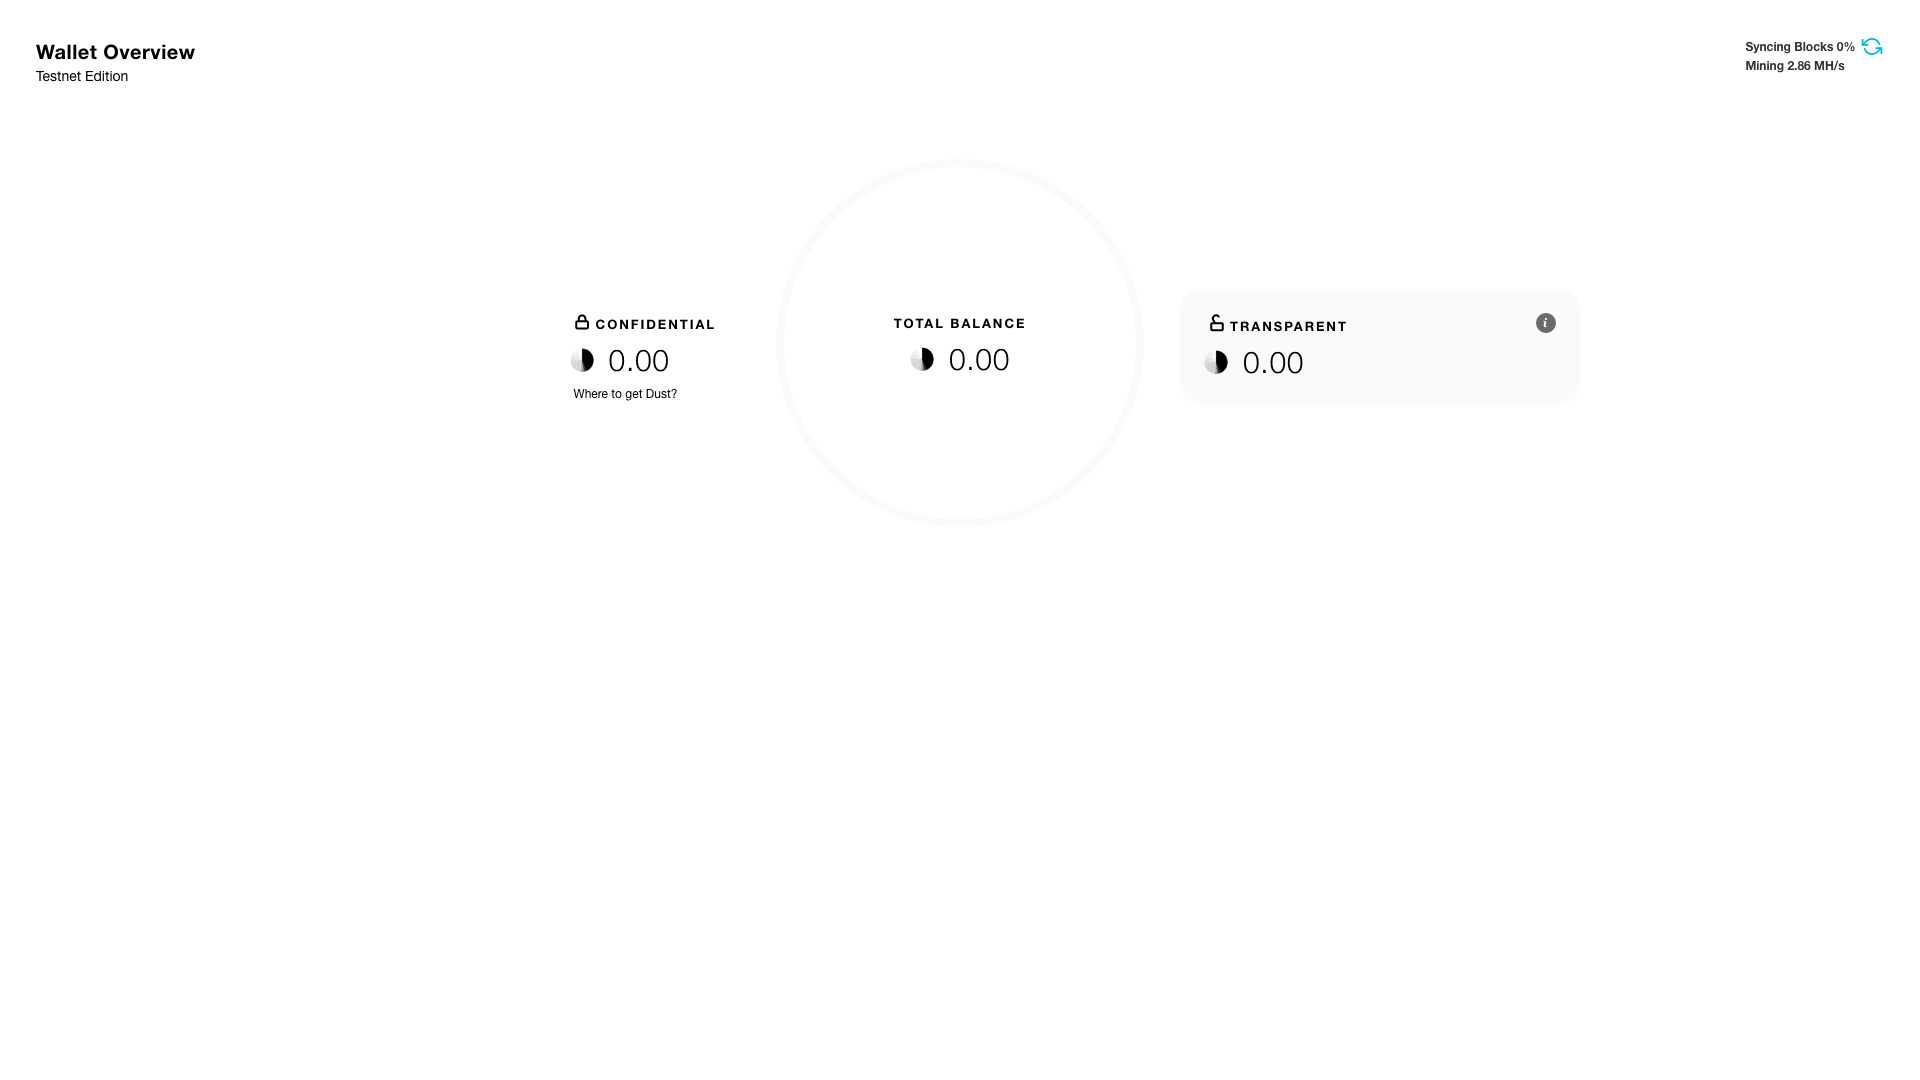 Wallet Overview
Testnet Edition
Syncing Blocks 0%
Mining 2.86 MH/s
CONFIDENTIAL
0.00
Where to get Dust?
TOTAL BALANCE
0.00
TRANSPARENT
i
0.00